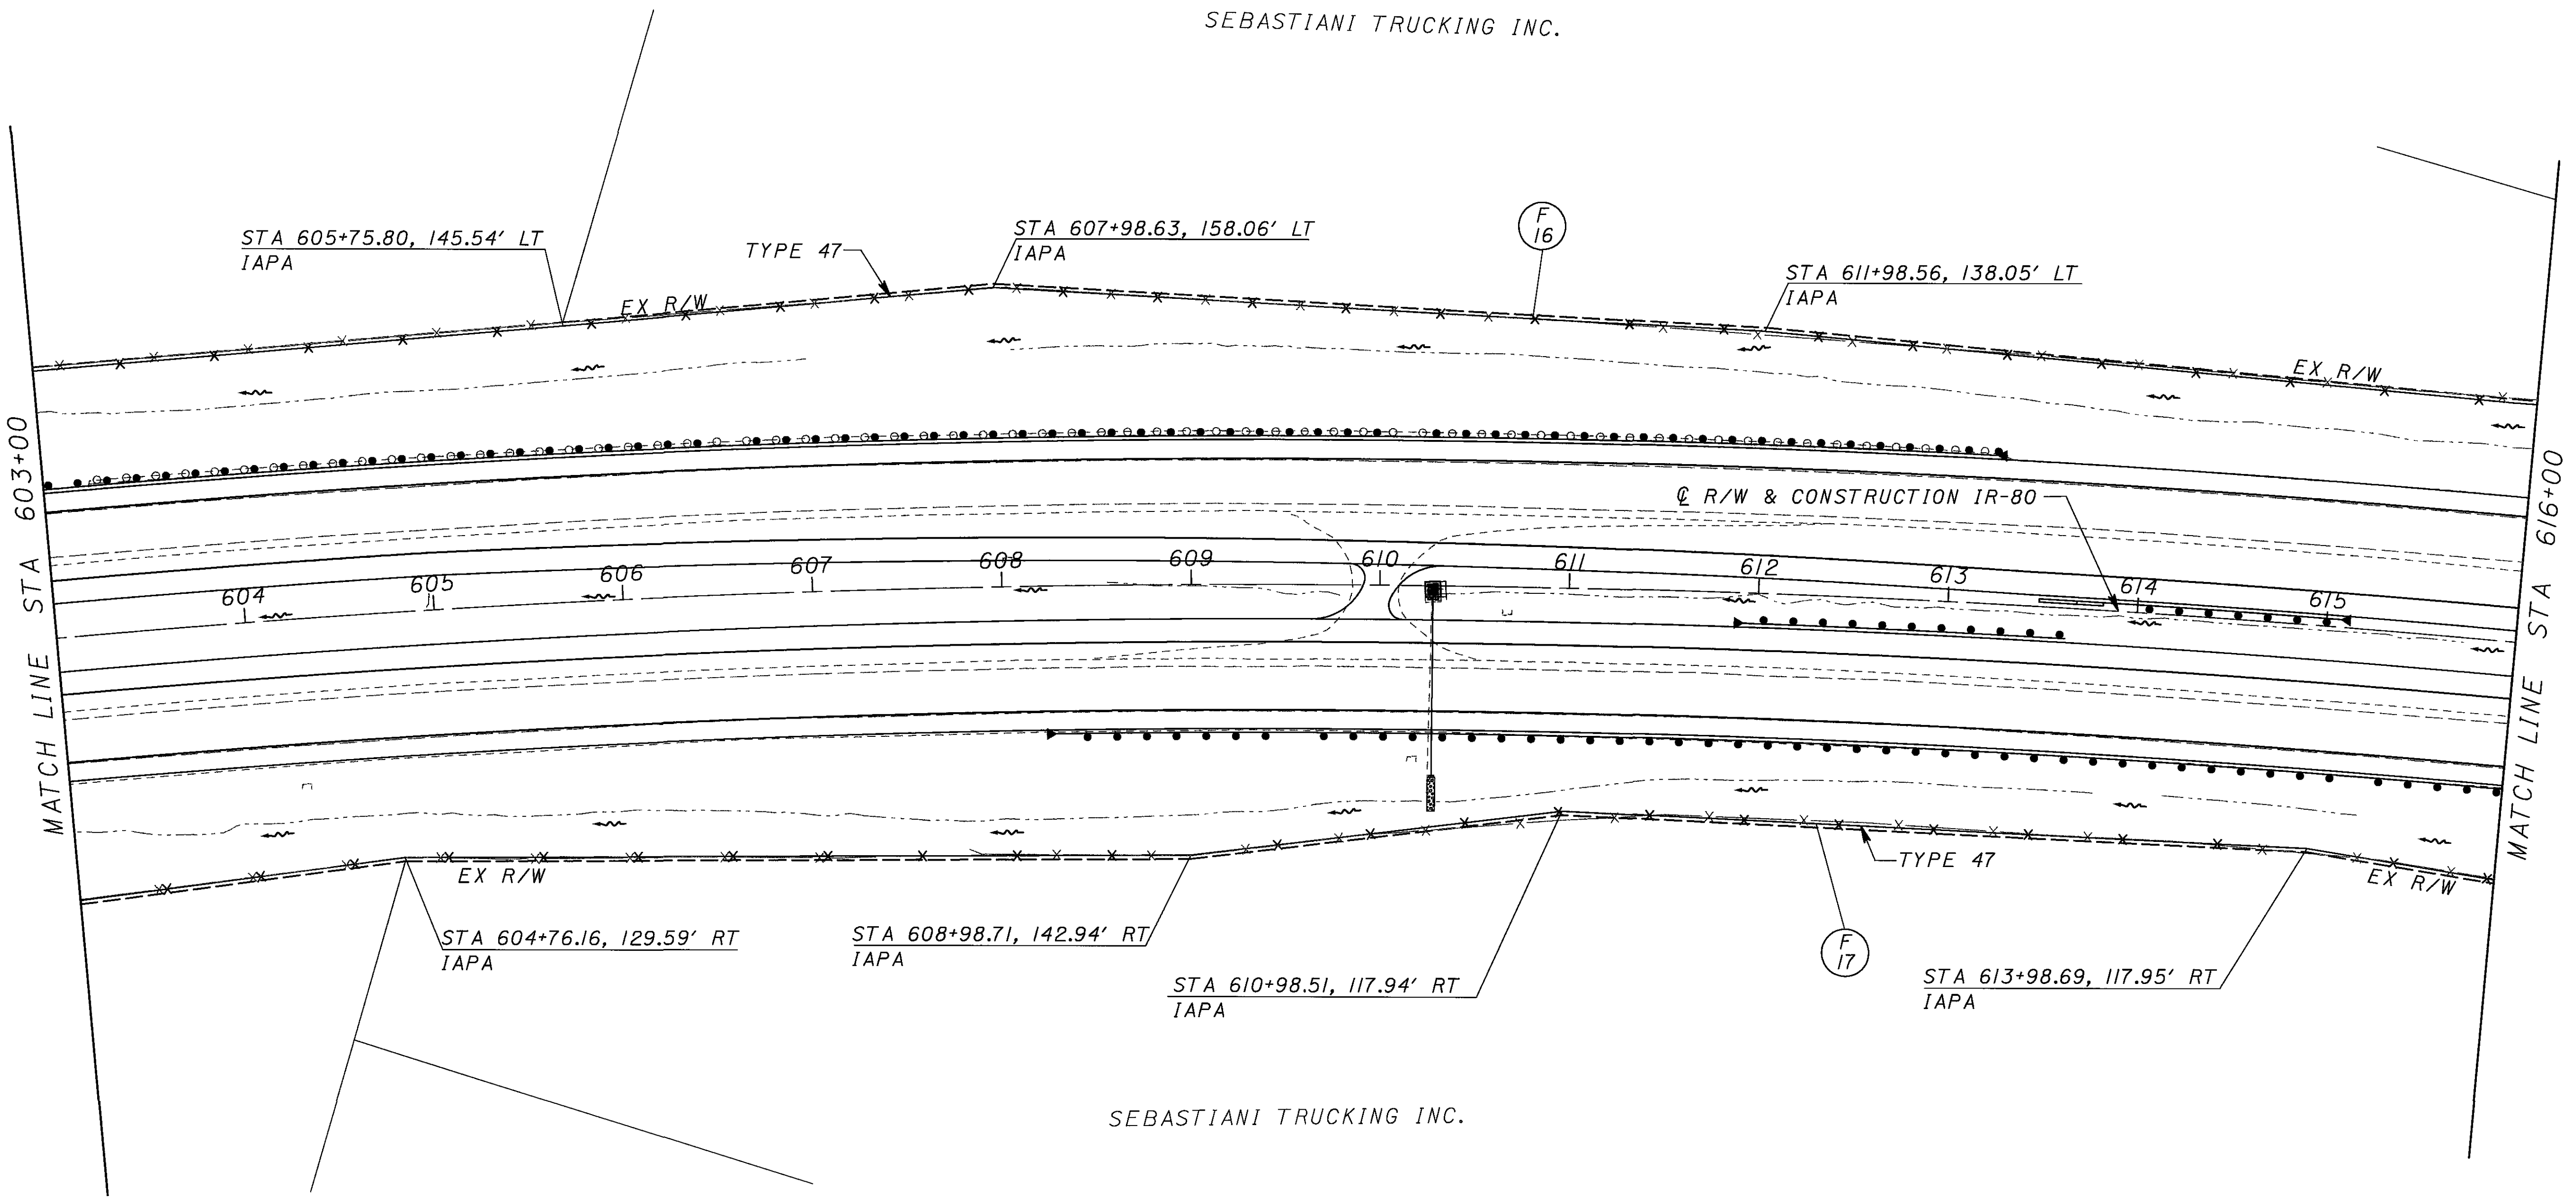 SEBASTIANI TRUCKING INC.
STA 605+75.80, 145.54' LT
IAPA
TYPE 47
STA 607+98.63, 158.06' LT
IAPA
F
16
STA 611+98.56, 138.05' LT
IAPA
EX R/W
EX R/W
MATCH LINE STA 603+00
MATCH LINE STA 616+00
℄ R/W & CONSTRUCTION IR-80
604
605
606
607
608
609
610
611
612
613
614
615
EX R/W
TYPE 47
EX R/W
STA 604+76.16, 129.59' RT
IAPA
STA 608+98.71, 142.94' RT
IAPA
STA 610+98.51, 117.94' RT
IAPA
F
17
STA 613+98.69, 117.95' RT
IAPA
SEBASTIANI TRUCKING INC.